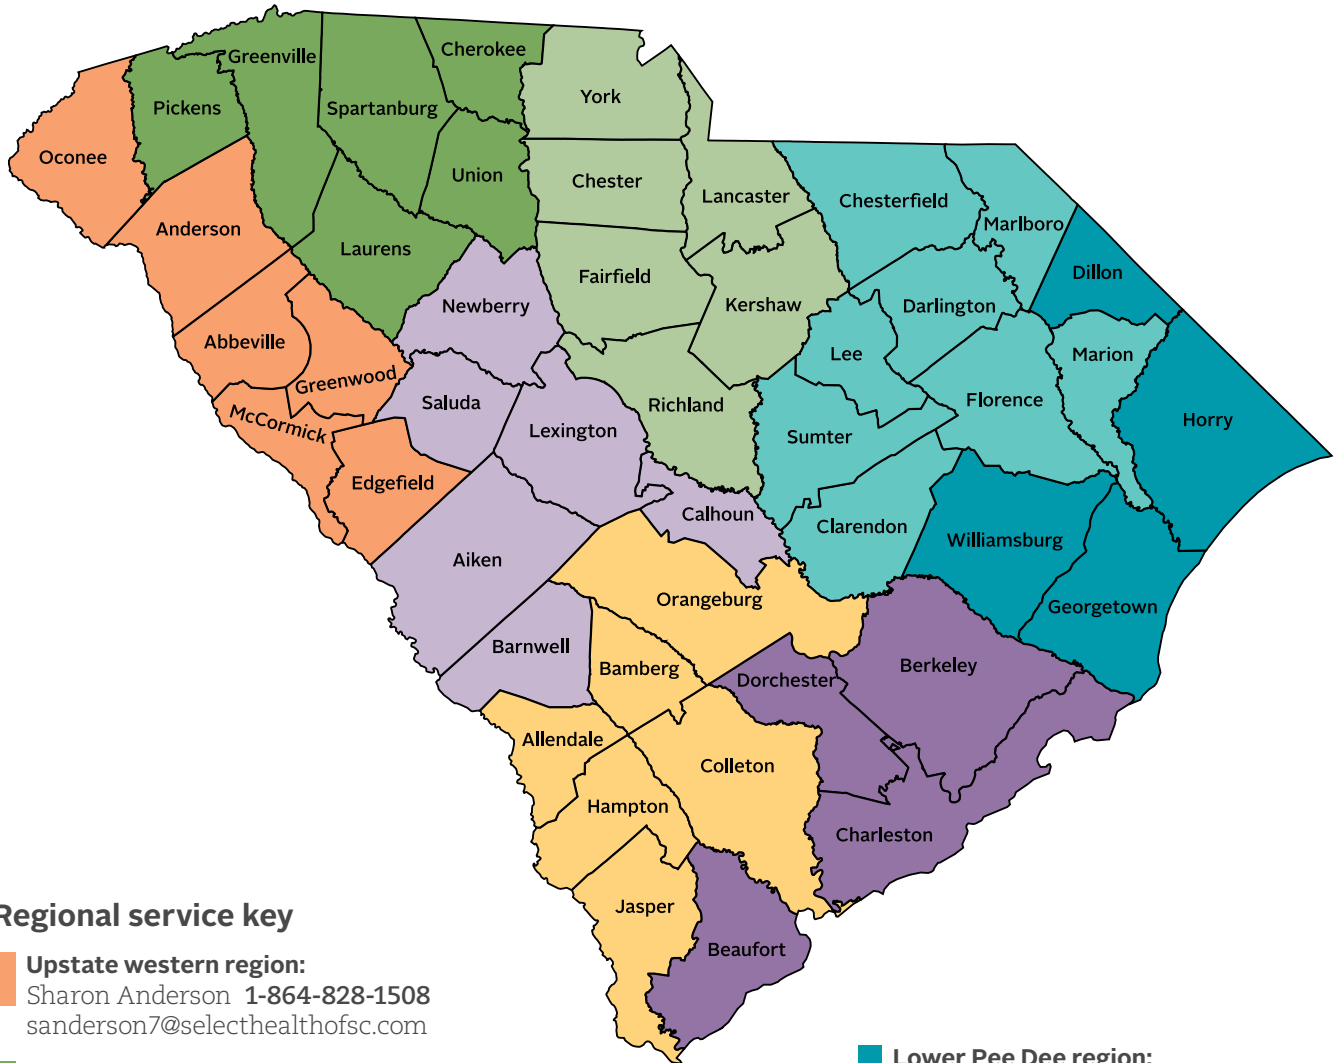 Greenville
Cherokee
York
Pickens
Spartanburg
Oconee
Union
Chester
Lancaster
Chesterfield
Marlboro
Anderson
Laurens
Fairfield
Dillon
Newberry
Kershaw
Darlington
Abbeville
Lee
Marion
Greenwood
Saluda
Richland
Florence
McCormick
Lexington
Sumter
Horry
Edgefield
Calhoun
Clarendon
Williamsburg
Aiken
Orangeburg
Georgetown
Barnwell
Bamberg
Dorchester
Berkeley
Allendale
Colleton
Hampton
Charleston
Jasper
Beaufort
Regional service key
Upstate western region:
Sharon Anderson 1-864-828-1508
sanderson7@selecthealthofsc.com
Lower Pee Dee region: